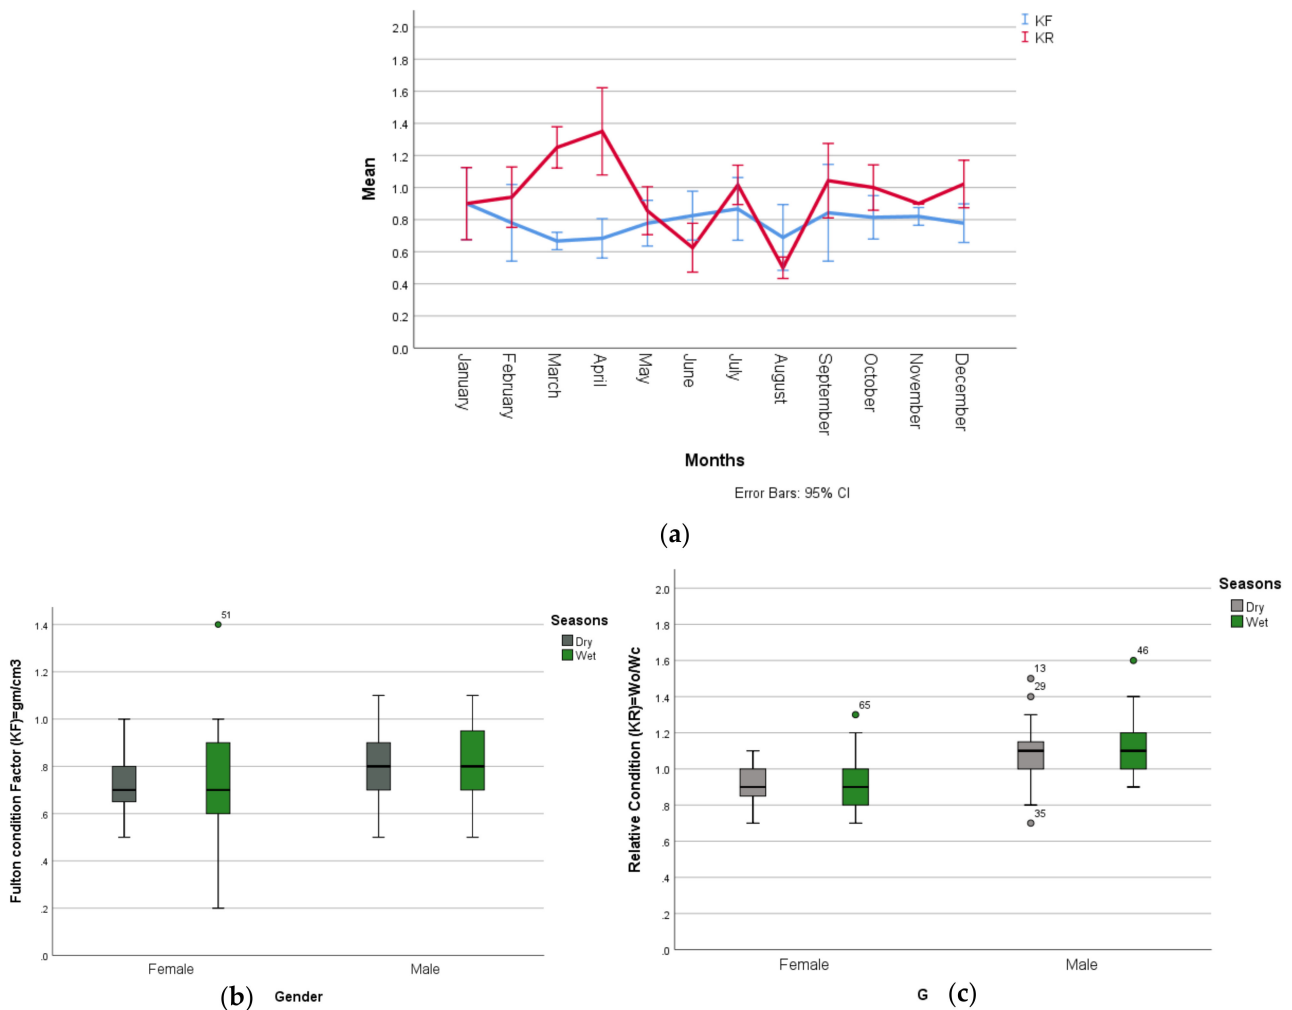 2.0
1.8
1.6
1.4
1.2
1.0
0.8
0.6
0.4
0.2
0.0
Mean
KF
KR
January
February
March
April
May
June
July
August
September
October
November
December
Months
Error Bars: 95% CI
(a)
Fulton condition Factor (KF)=gm/cm3
1.4
1.2
1.0
.8
.6
.4
.2
.0
51
Seasons
Dry
Wet
Female
Male
(b) Gender
Relative Condition (KR)=Wo/Wc
2.0
1.8
1.6
1.4
1.2
1.0
.8
.6
.4
.2
.0
65
13
29
35
46
Seasons
Dry
Wet
Female
Male
G (c)